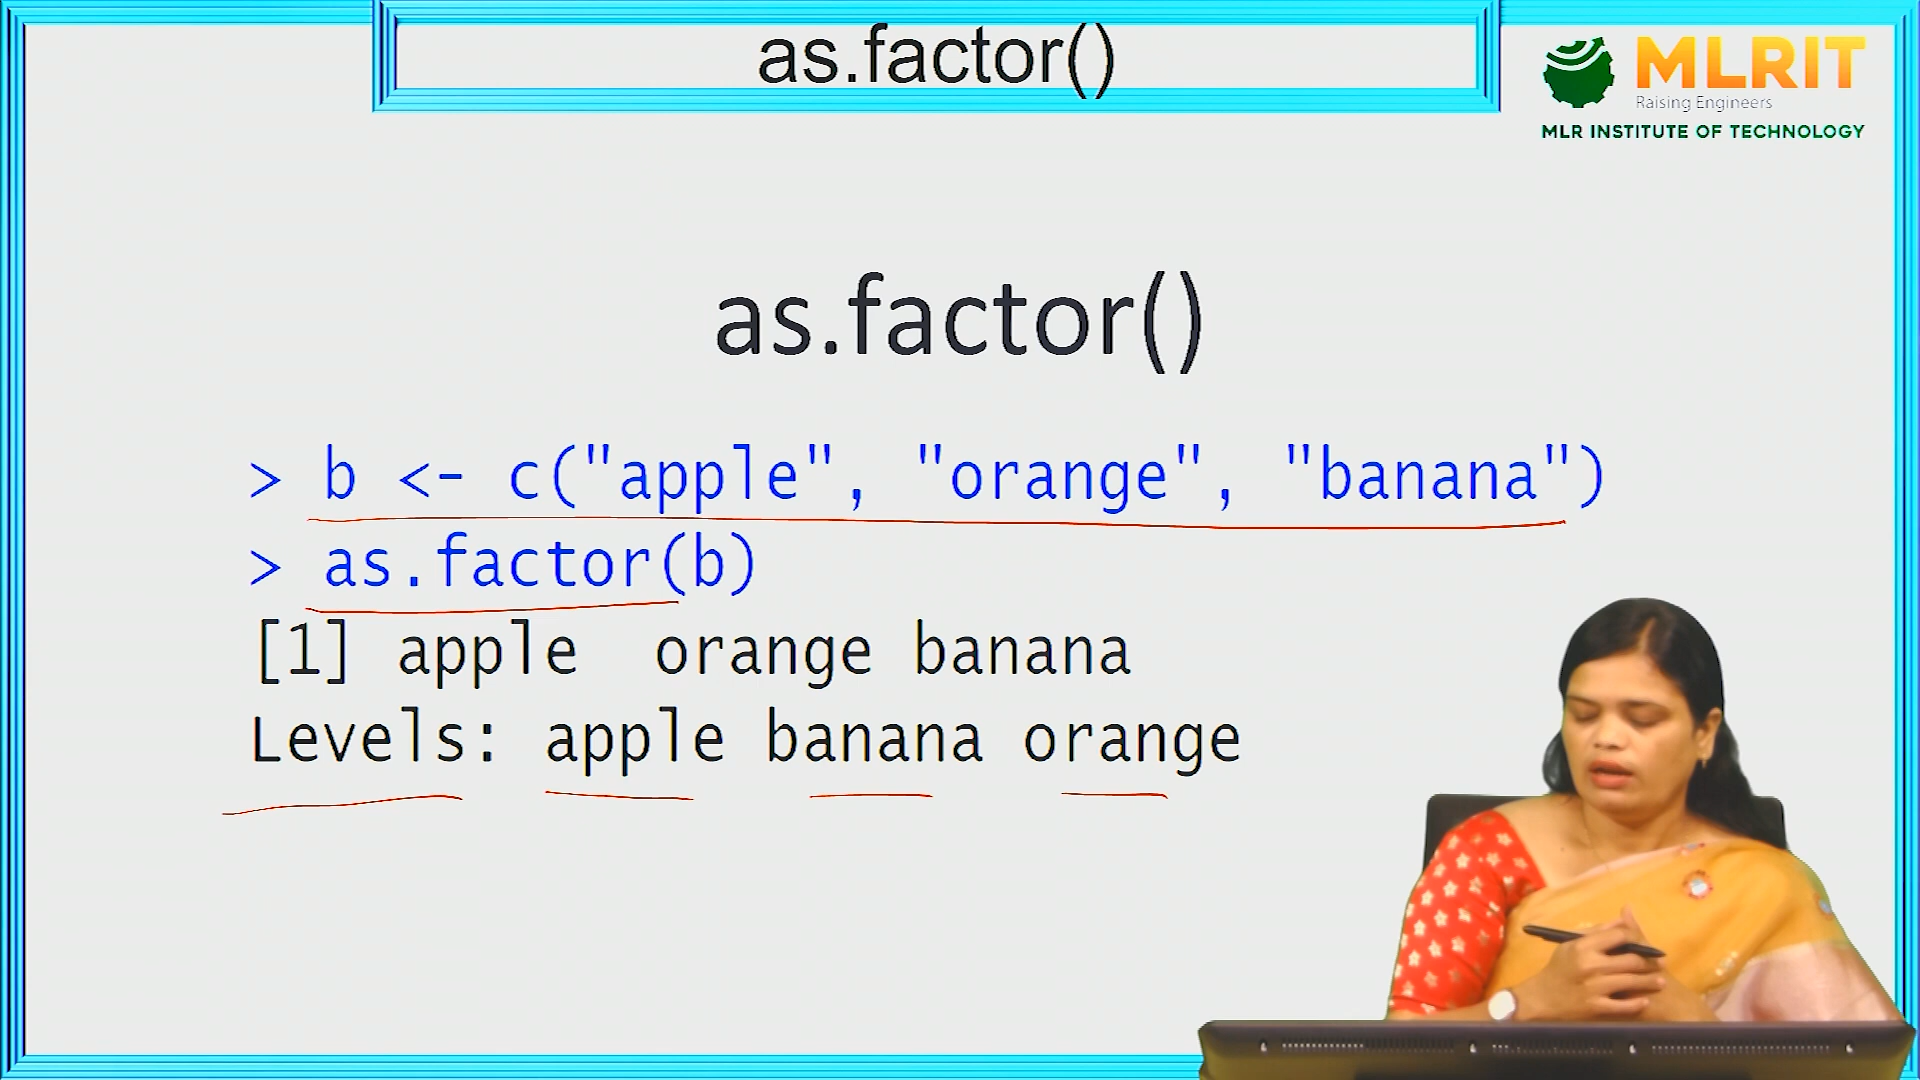 as.factor()
MLRIT
Raising Engineers
MLR INSTITUTE OF TECHNOLOGY
as.factor()
> b <- c("apple", "orange", "banana")
> as.factor(b)
[1] apple  orange banana
Levels: apple banana orange